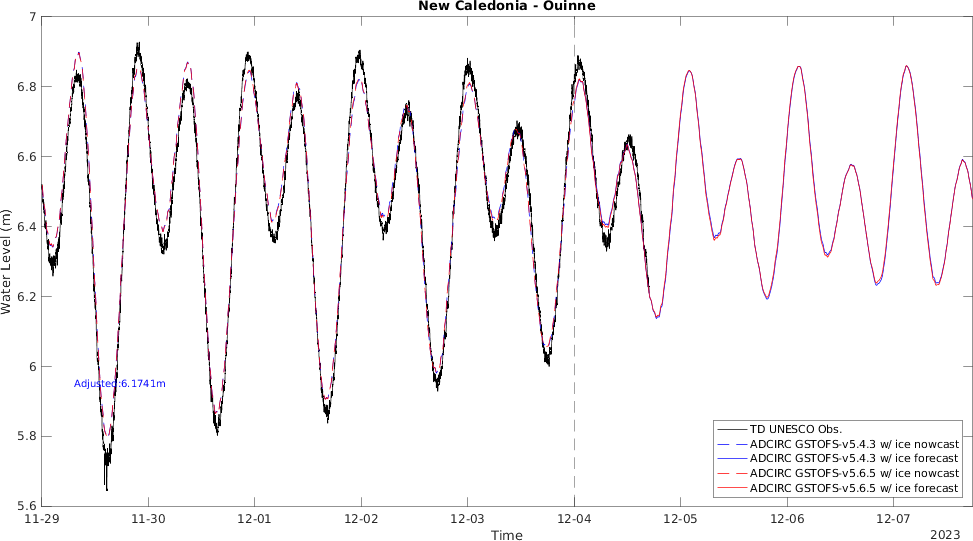 New Caledonia - Ouinne
7
6.8
6.6
6.4
6.2
6
5.8
5.6
Water Level (m)
Adjusted:6.1741m
TD UNESCO Obs.
ADCIRC GSTOFS-v5.4.3 w/ ice nowcast
ADCIRC GSTOFS-v5.4.3 w/ ice forecast
ADCIRC GSTOFS-v5.6.5 w/ ice nowcast
ADCIRC GSTOFS-v5.6.5 w/ ice forecast
11-29 11-30 12-01 12-02 12-03 12-04 12-05 12-06 12-07
Time
2023